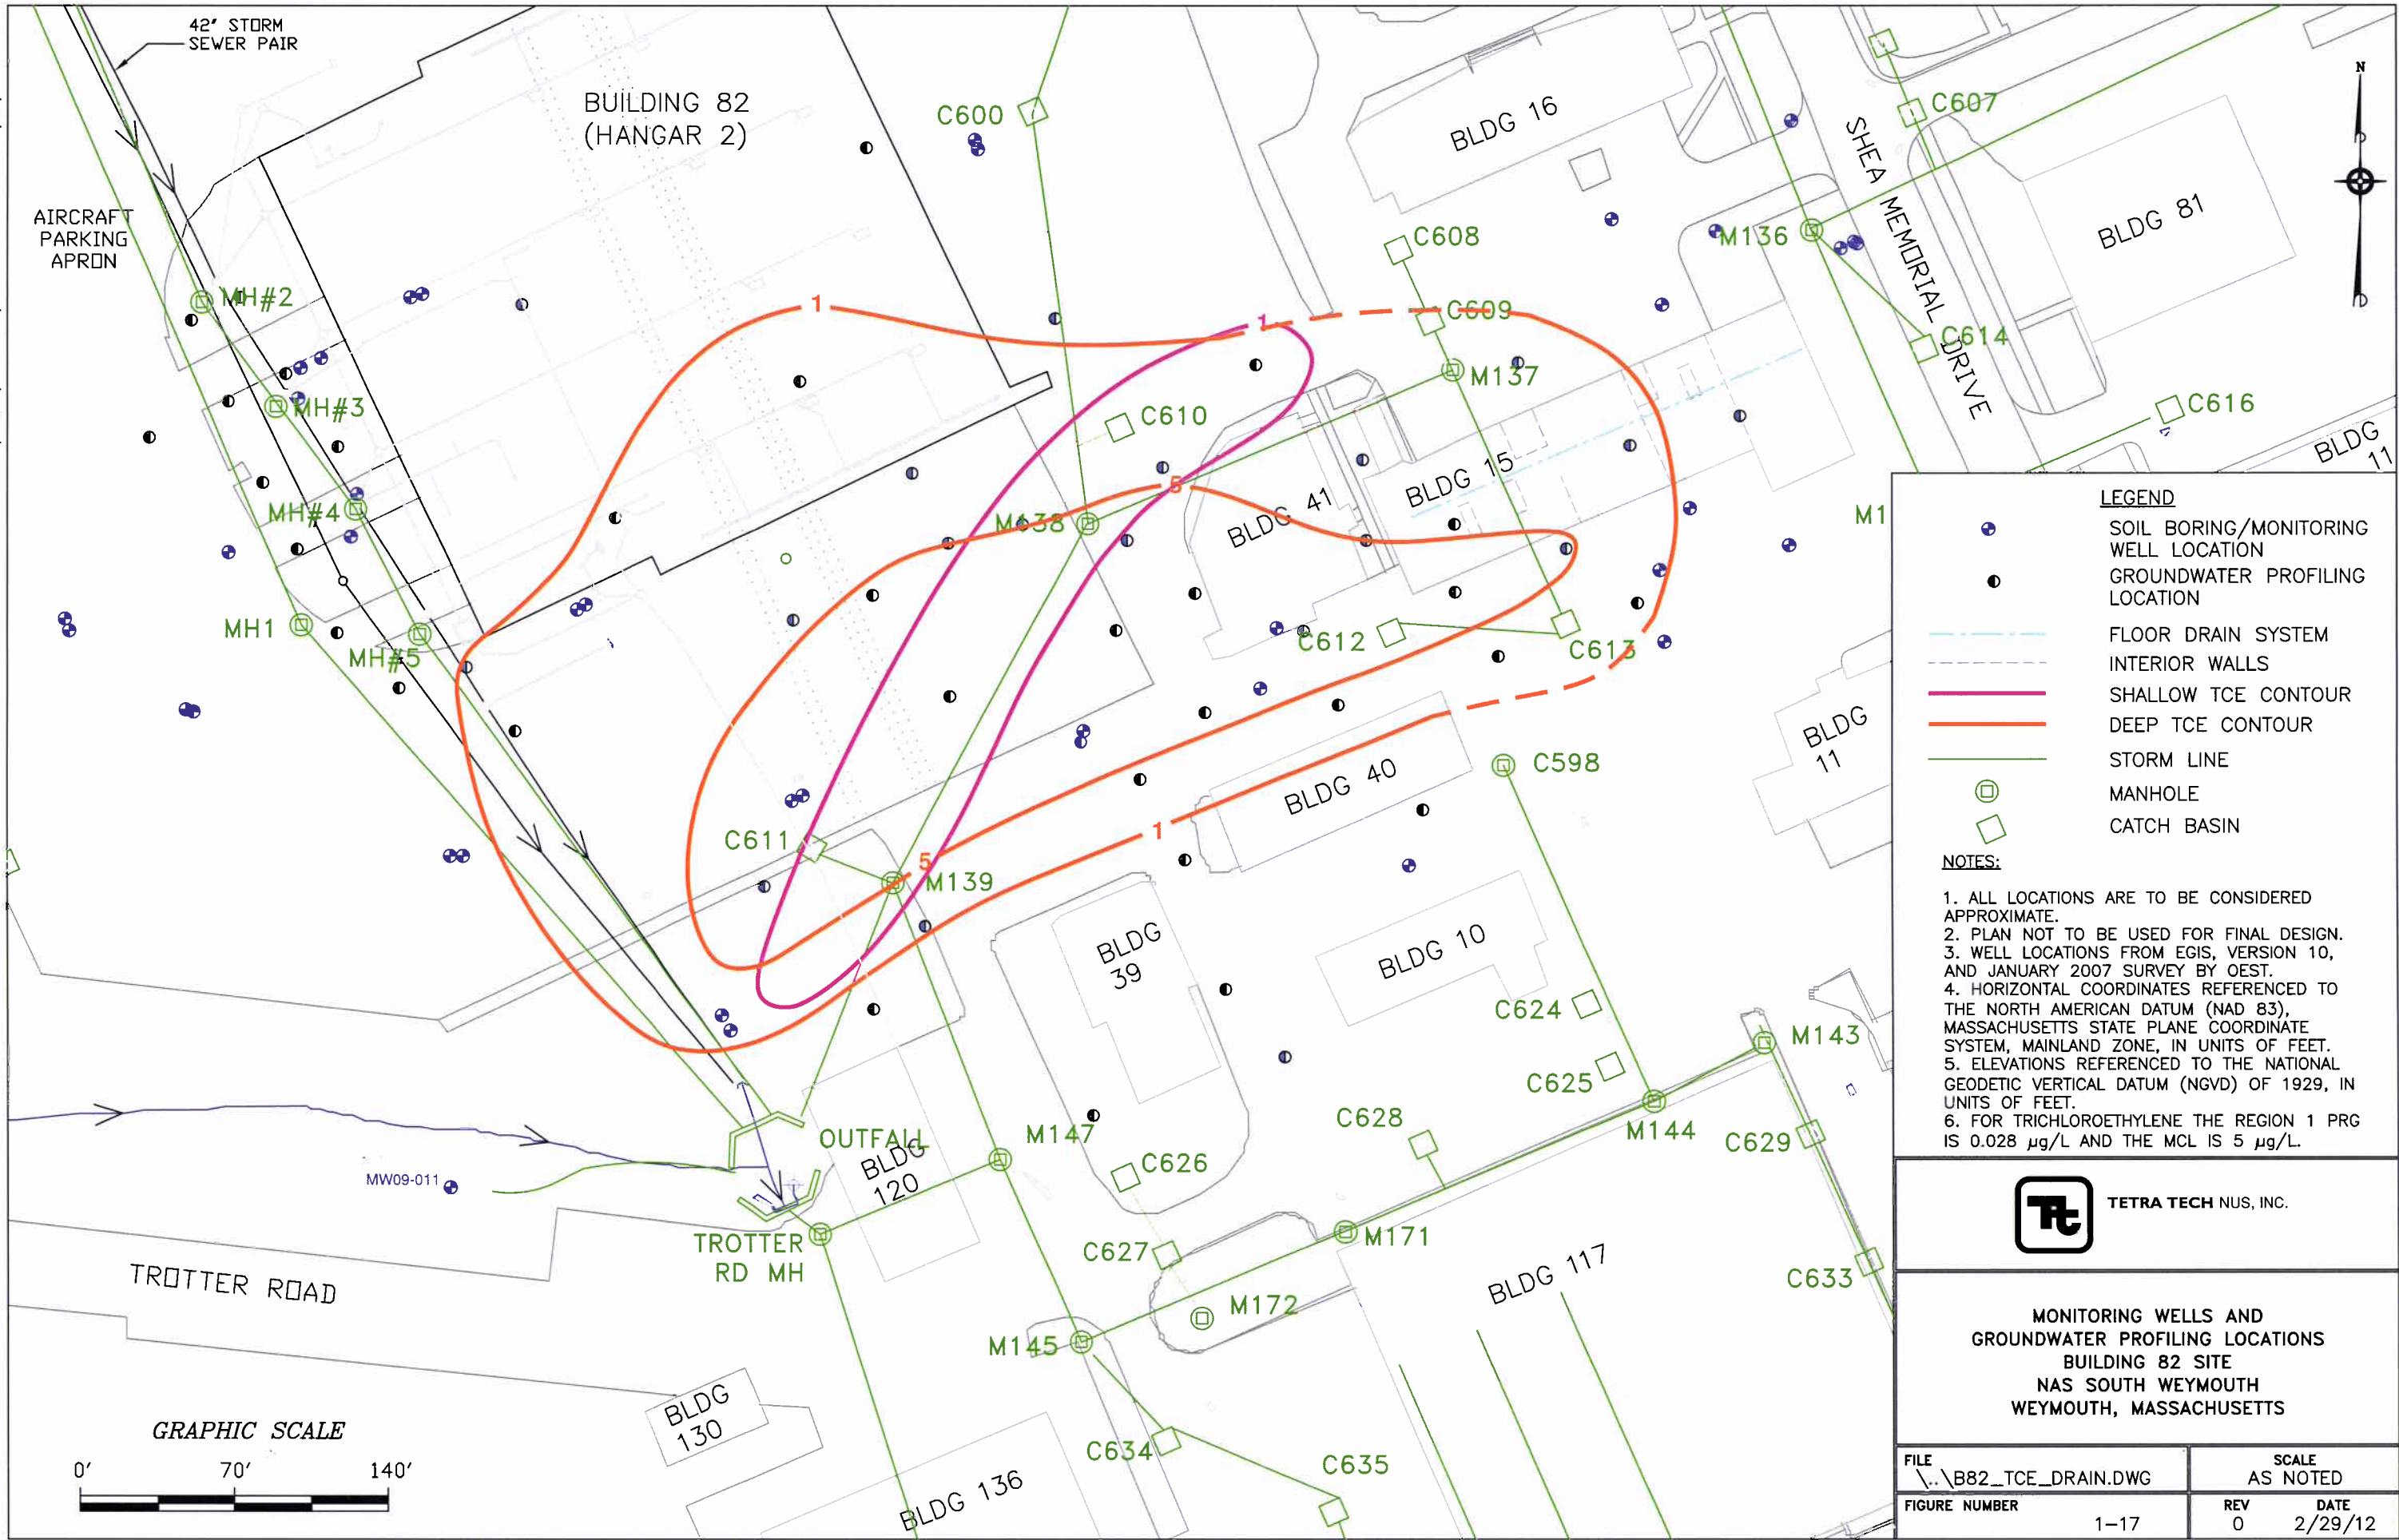 42" STORM
SEWER PAIR
BUILDING 82
(HANGAR 2)
C600
BLDG 16
C607
N
SHEA MEMORIAL DRIVE
BLDG 81
AIRCRAFT
PARKING
APRON
MH#2
1
1
C608
M136
C609
C614
MH#3
C610
M137
C616
BLDG
11
MH#4
M138
5
BLDG 41
BLDG 15
M1
MH1
MH#5
C612
C613
BLDG
11
C598
BLDG 40
C611
5
1
M139
BLDG
39
BLDG 10
C624
M143
C625
OUTFALL
M147
C628
M144
C629
BLDG
120
C626
MW09-011
TROTTER
RD MH
C627
M171
C633
TROTTER ROAD
BLDG 117
M172
M145
BLDG
130
C634
C635
BLDG 136
GRAPHIC SCALE
0' 70' 140'
LEGEND
SOIL BORING/MONITORING
WELL LOCATION
GROUNDWATER PROFILING
LOCATION
FLOOR DRAIN SYSTEM
INTERIOR WALLS
SHALLOW TCE CONTOUR
DEEP TCE CONTOUR
STORM LINE
MANHOLE
CATCH BASIN
NOTES:
1. ALL LOCATIONS ARE TO BE CONSIDERED
APPROXIMATE.
2. PLAN NOT TO BE USED FOR FINAL DESIGN.
3. WELL LOCATIONS FROM EGIS, VERSION 10,
AND JANUARY 2007 SURVEY BY OEST.
4. HORIZONTAL COORDINATES REFERENCED TO
THE NORTH AMERICAN DATUM (NAD 83),
MASSACHUSETTS STATE PLANE COORDINATE
SYSTEM, MAINLAND ZONE, IN UNITS OF FEET.
5. ELEVATIONS REFERENCED TO THE NATIONAL
GEODETIC VERTICAL DATUM (NGVD) OF 1929, IN
UNITS OF FEET.
6. FOR TRICHLOROETHYLENE THE REGION 1 PRG
IS 0.028 µg/L AND THE MCL IS 5 µg/L.
Tt
TETRA TECH NUS, INC.
MONITORING WELLS AND
GROUNDWATER PROFILING LOCATIONS
BUILDING 82 SITE
NAS SOUTH WEYMOUTH
WEYMOUTH, MASSACHUSETTS
FILE
\..\B82_TCE_DRAIN.DWG
SCALE
AS NOTED
FIGURE NUMBER
1-17
REV
0
DATE
2/29/12